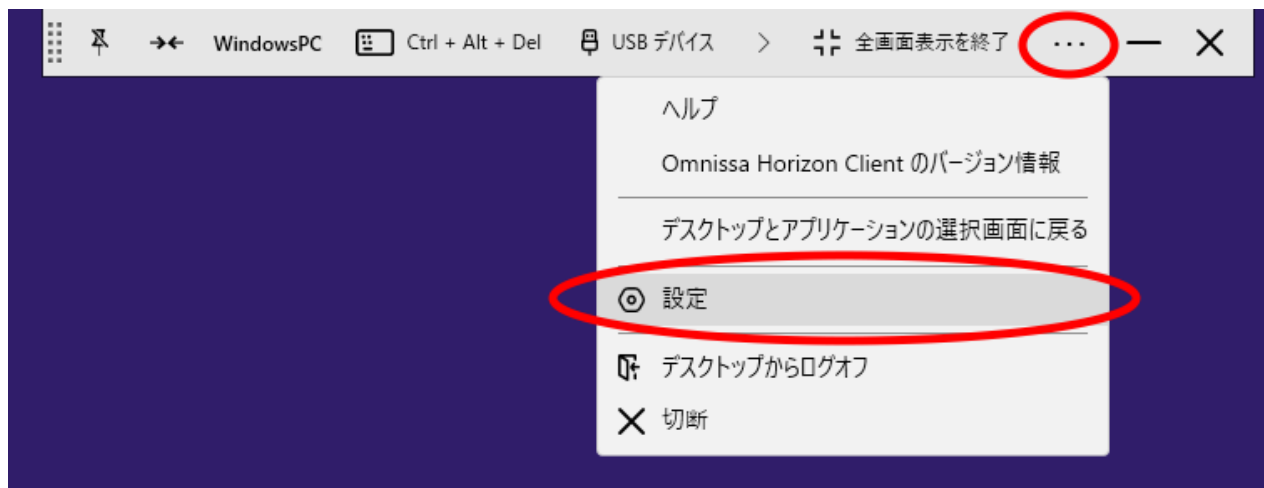 WindowsPC Ctrl + Alt + Del USB デバイス 全画面表示を終了 ...
ヘルプ
Omnissa Horizon Client のバージョン情報
デスクトップとアプリケーションの選択画面に戻る
設定
デスクトップからログオフ
切断